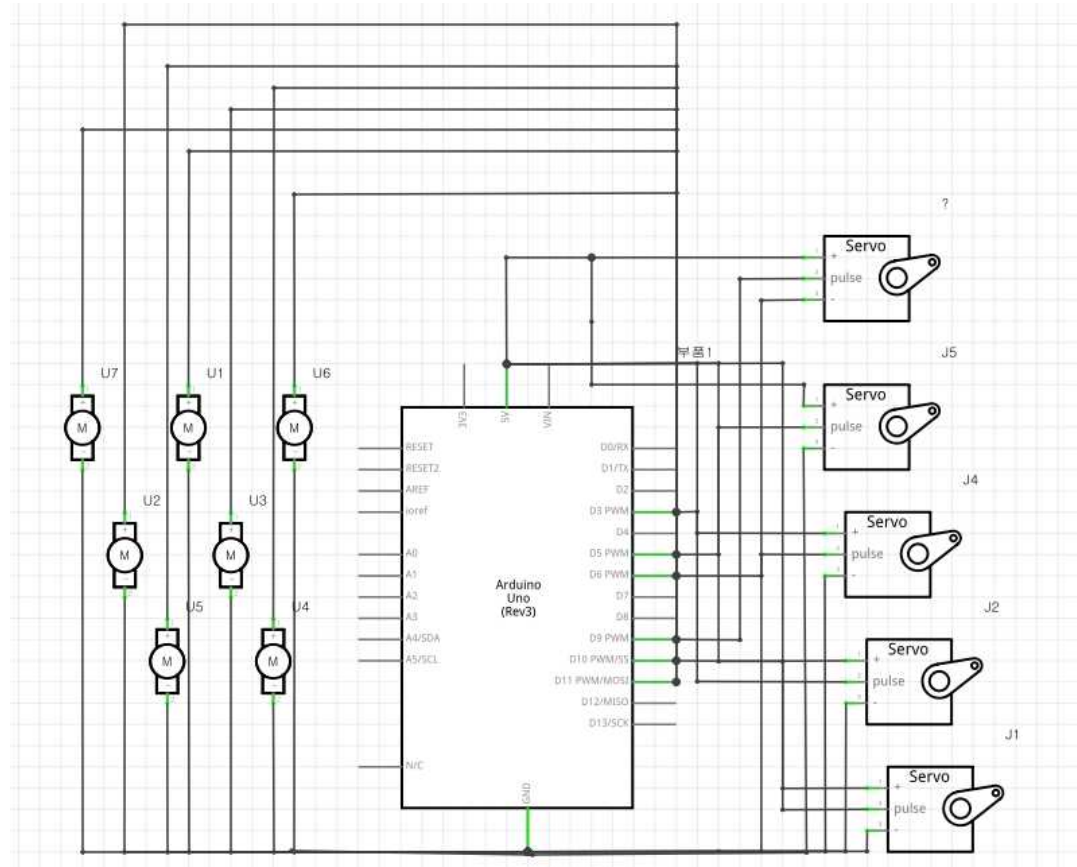 ?
Servo
+
pulse
-
부품1
J5
Servo
+
pulse
-
U7
U1
U6
M
M
M
3V3
5V
VIN
RESET
RESET2
AREF
ioref
A0
A1
A2
A3
A4/SDA
A5/SCL
N/C
Arduino
Uno
(Rev3)
D0/RX
D1/TX
D2
D3 PWM
D4
D5 PWM
D6 PWM
D7
D8
D9 PWM
D10 PWM/SS
D11 PWM/MOSI
D12/MISO
D13/SCK
GND
J4
Servo
+
pulse
-
U2
U3
M
M
U5
U4
M
M
J2
Servo
+
pulse
-
J1
Servo
+
pulse
-